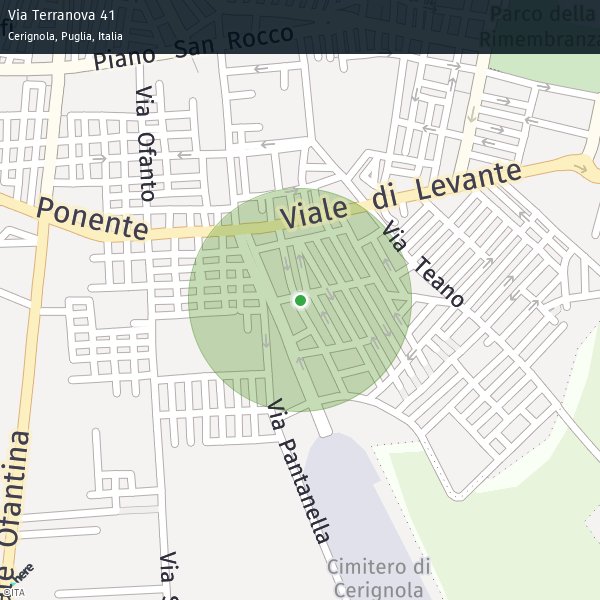 Via Terranova 41
Cerignola, Puglia, Italia
Parco della
Rimembranza
Piano San Rocco
Via Ofanto
Ponente
Viale di Levante
Via Teano
Via Pantanella
Ofantina
Via
Cimitero di
Cerignola
here
©ITA